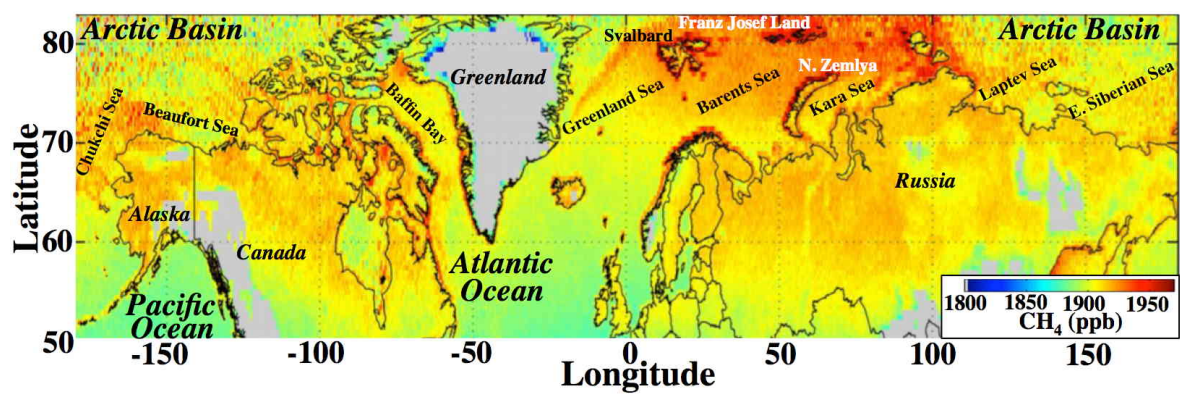 Arctic Basin
Svalbard
Franz Josef Land
Arctic Basin
Greenland
N. Zemlya
Chukchi Sea
Beaufort Sea
Baffin Bay
Greenland Sea
Barents Sea
Kara Sea
Laptev Sea
E. Siberian Sea
Alaska
Canada
Russia
Atlantic
Ocean
Pacific
Ocean
Latitude
80
70
60
50
-150
-100
-50
0
50
100
150
Longitude
1800
1850
1900
1950
CH4 (ppb)